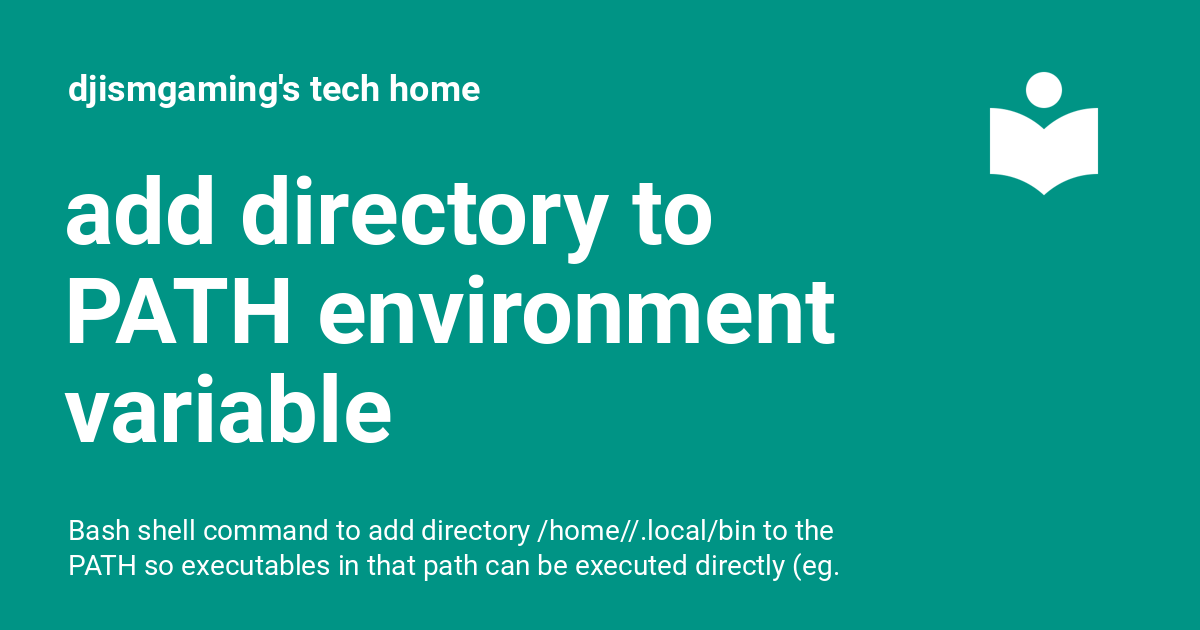 djismgaming's tech home
add directory to
PATH environment
variable
Bash shell command to add directory /home//.local/bin to the
PATH so executables in that path can be executed directly (eg.